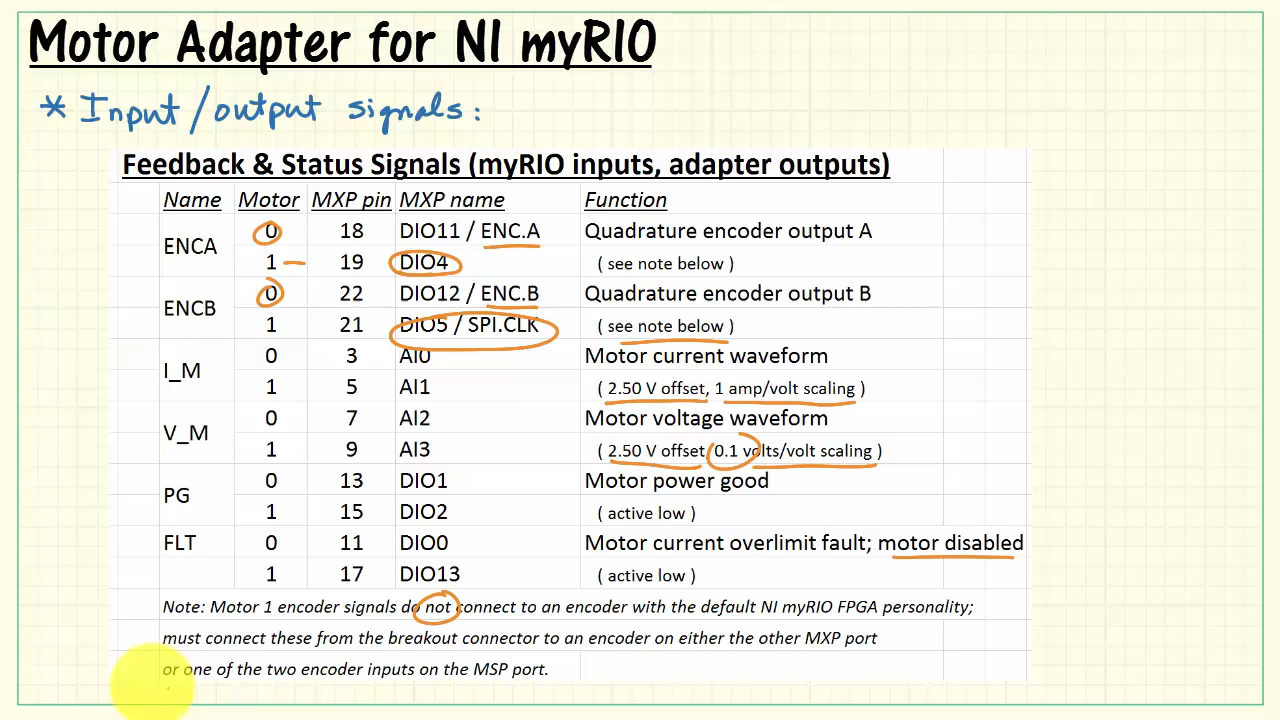 Motor Adapter for NI myRIO
* Input/output signals:
Feedback & Status Signals (myRIO inputs, adapter outputs)
Name Motor MXP pin MXP name Function
ENCA 0 18 DIO11 / ENC.A Quadrature encoder output A
1 19 DIO4 ( see note below )
ENCB 0 22 DIO12 / ENC.B Quadrature encoder output B
1 21 DIO5 / SPI.CLK ( see note below )
I_M 0 3 AI0 Motor current waveform
1 5 AI1 ( 2.50 V offset, 1 amp/volt scaling )
V_M 0 7 AI2 Motor voltage waveform
1 9 AI3 ( 2.50 V offset 0.1 volts/volt scaling )
PG 0 13 DIO1 Motor power good
1 15 DIO2 ( active low )
FLT 0 11 DIO0 Motor current overlimit fault; motor disabled
1 17 DIO13 ( active low )
Note: Motor 1 encoder signals do not connect to an encoder with the default NI myRIO FPGA personality;
must connect these from the breakout connector to an encoder on either the other MXP port
or one of the two encoder inputs on the MSP port.